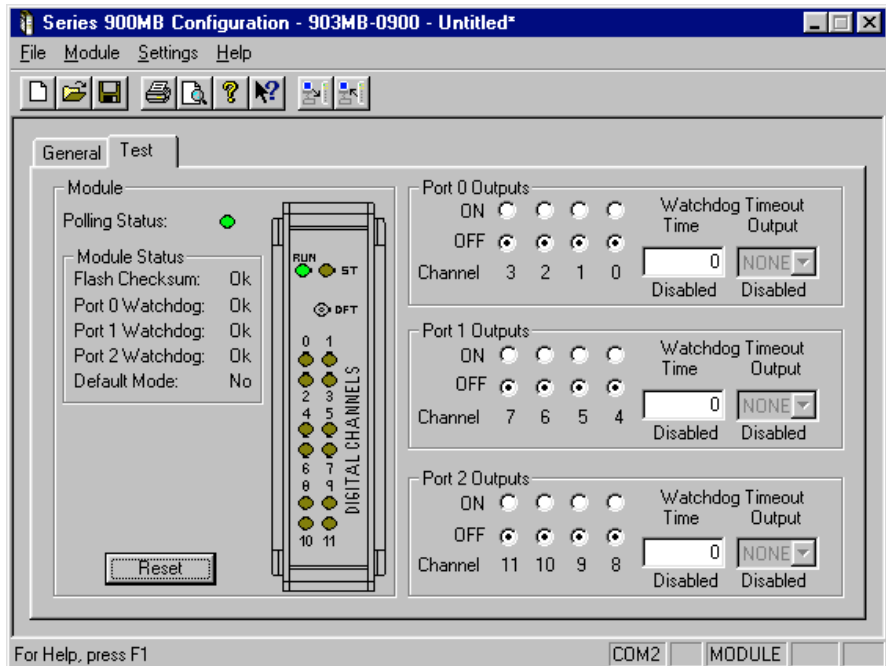 Series 900MB Configuration - 903MB-0900 - Untitled*
File Module Settings Help
General Test
Module
Polling Status:
Module Status
Flash Checksum: Ok
Port 0 Watchdog: Ok
Port 1 Watchdog: Ok
Port 2 Watchdog: Ok
Default Mode: No
Reset
RUN
ST
DFT
0 1
2 3
4 5
6 7
8 9
10 11
DIGITAL CHANNELS
Port 0 Outputs
ON
OFF
Channel 3 2 1 0
Watchdog Timeout
Time Output
0 NONE
Disabled Disabled
Port 1 Outputs
ON
OFF
Channel 7 6 5 4
Watchdog Timeout
Time Output
0 NONE
Disabled Disabled
Port 2 Outputs
ON
OFF
Channel 11 10 9 8
Watchdog Timeout
Time Output
0 NONE
Disabled Disabled
For Help, press F1
COM2 MODULE